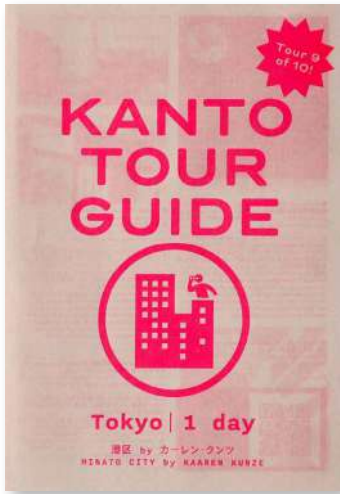 Tour 9
of 10!
KANTO
TOUR
GUIDE
Tokyo | 1 day
港区 by カーレン·クンツ
MINATO CITY by KAAREN KUNZE